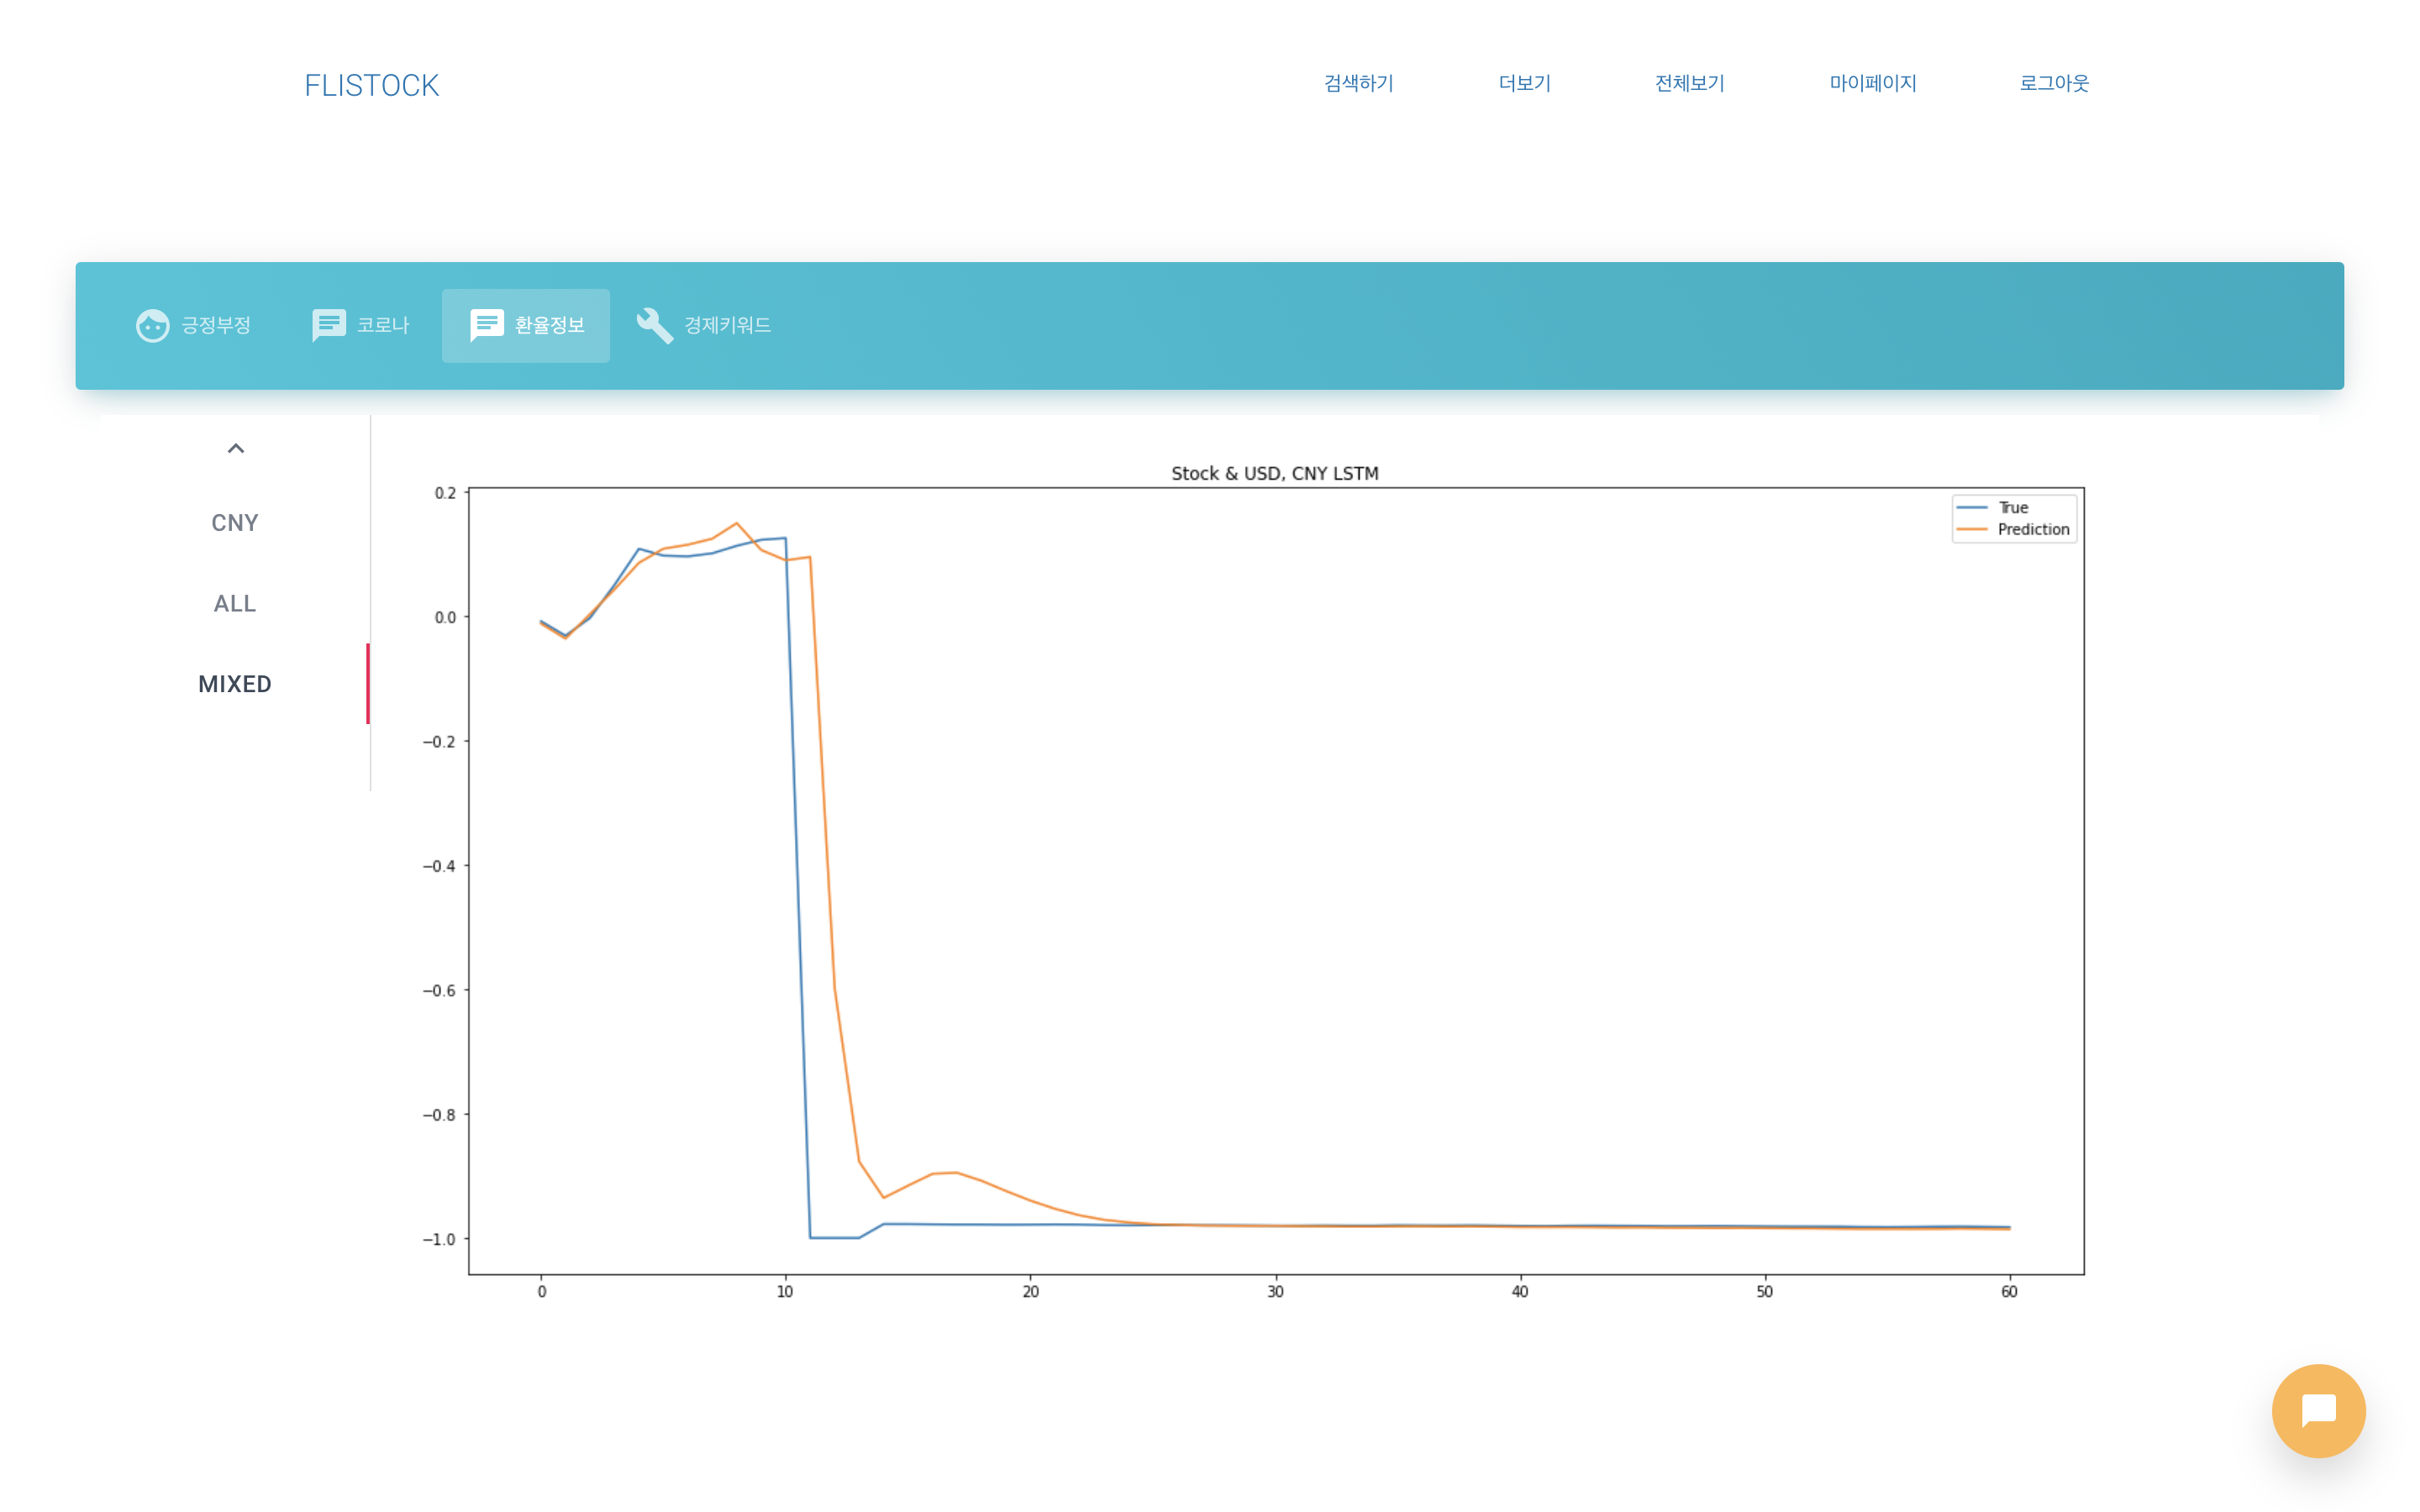 FLISTOCK 검색하기 더보기 전체보기 마이페이지 로그아웃
긍정부정 코로나 환율정보 경제키워드
CNY
ALL
MIXED
Stock & USD, CNY LSTM
True
Prediction
0.2
0.0
−0.2
−0.4
−0.6
−0.8
−1.0
0 10 20 30 40 50 60